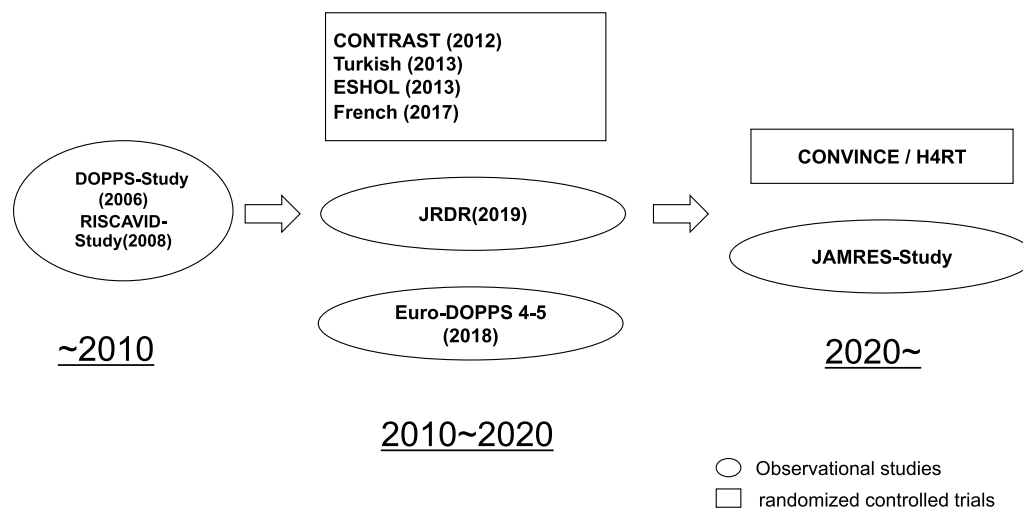 DOPPS-Study
(2006)
RISCAVID-
Study(2008)
~2010
CONTRAST (2012)
Turkish (2013)
ESHOL (2013)
French (2017)
JRDR(2019)
Euro-DOPPS 4-5
(2018)
2010~2020
CONVINCE / H4RT
JAMRES-Study
2020~
Observational studies
randomized controlled trials